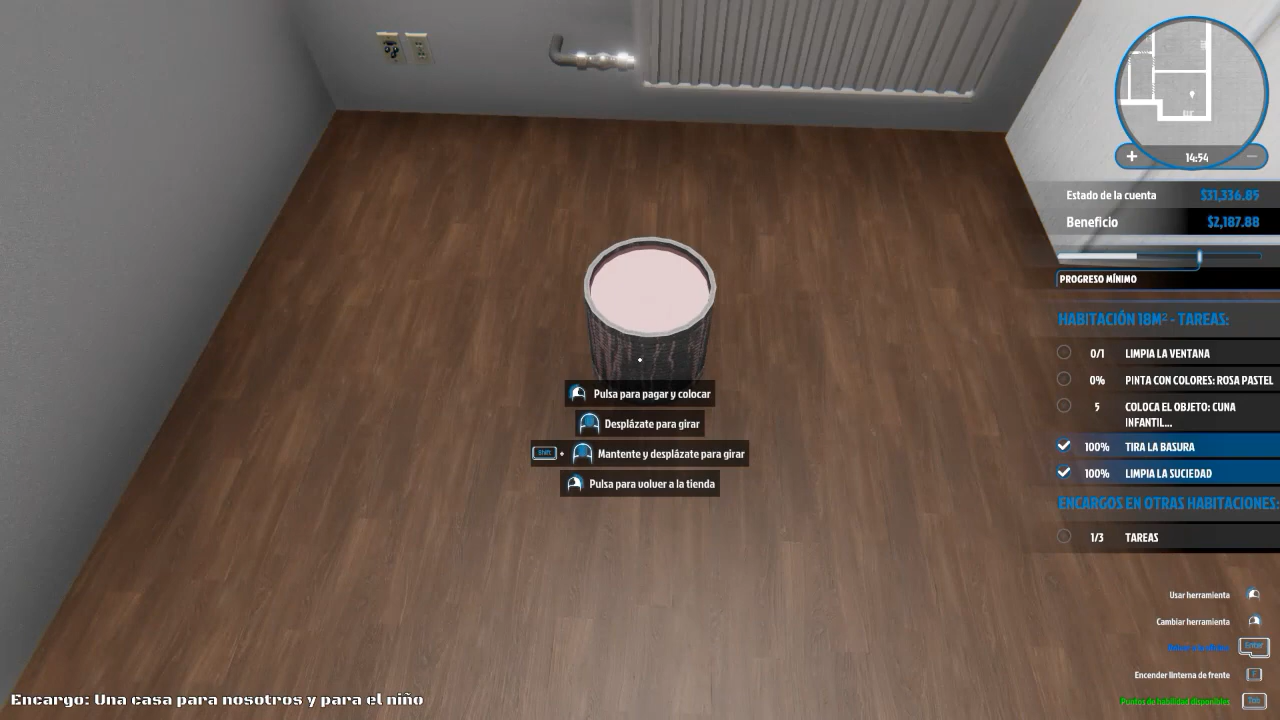 14:54
Estado de la cuenta $31,336.85
Beneficio $2,187.88
PROGRESO MÍNIMO
HABITACIÓN 18M² - TAREAS:
0/1 LIMPIA LA VENTANA
0% PINTA CON COLORES: ROSA PASTEL
5 COLOCA EL OBJETO: CUNA
INFANTIL...
100% TIRA LA BASURA
100% LIMPIA LA SUCIEDAD
ENCARGOS EN OTRAS HABITACIONES:
1/3 TAREAS
Pulsa para pagar y colocar
Desplázate para girar
Shift + Mantente y desplázate para girar
Pulsa para volver a la tienda
Usar herramienta
Cambiar herramienta
Enter
Encender linterna de frente F
Puntos de habilidad disponibles Tab
Encargo: Una casa para nosotros y para el niño